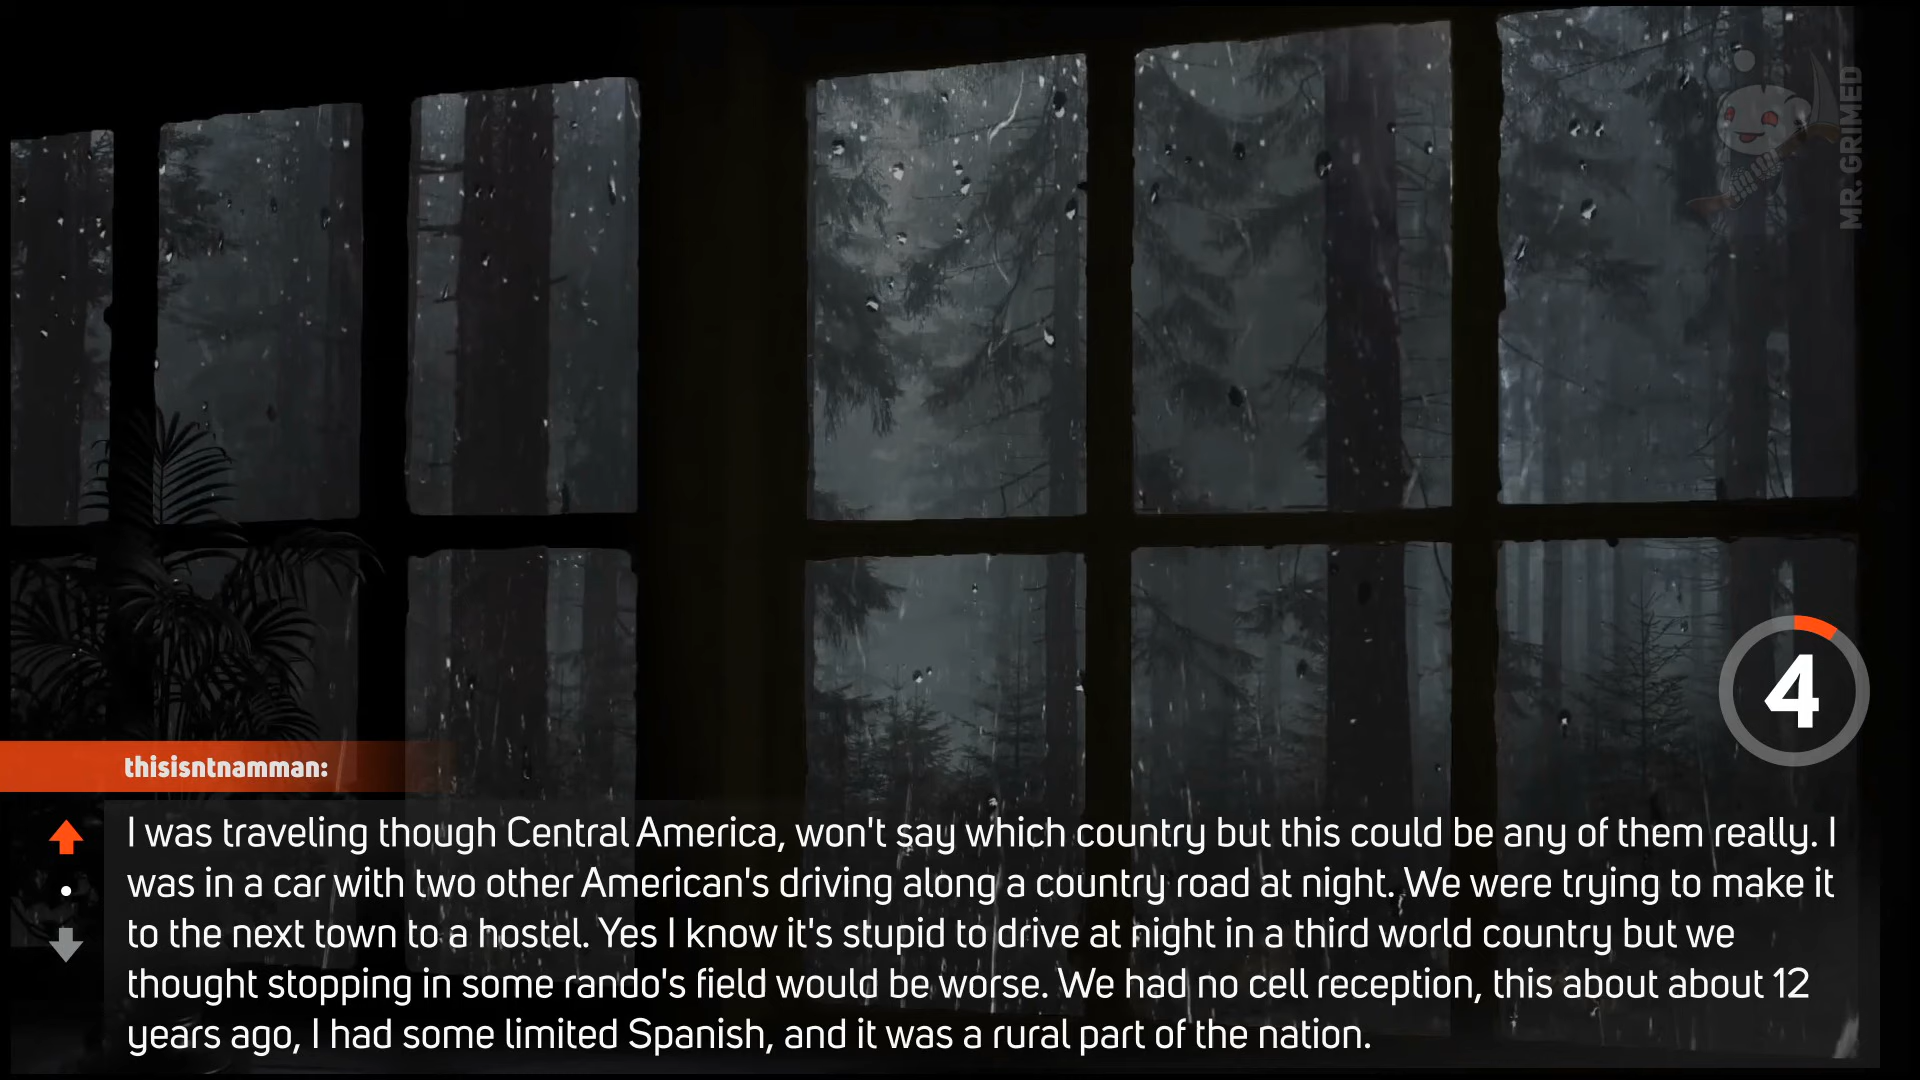 MR. GRIMED
4
thisisntnamman:
I was traveling though Central America, won't say which country but this could be any of them really. I
was in a car with two other American's driving along a country road at night. We were trying to make it
to the next town to a hostel. Yes I know it's stupid to drive at night in a third world country but we
thought stopping in some rando's field would be worse. We had no cell reception, this about about 12
years ago, I had some limited Spanish, and it was a rural part of the nation.